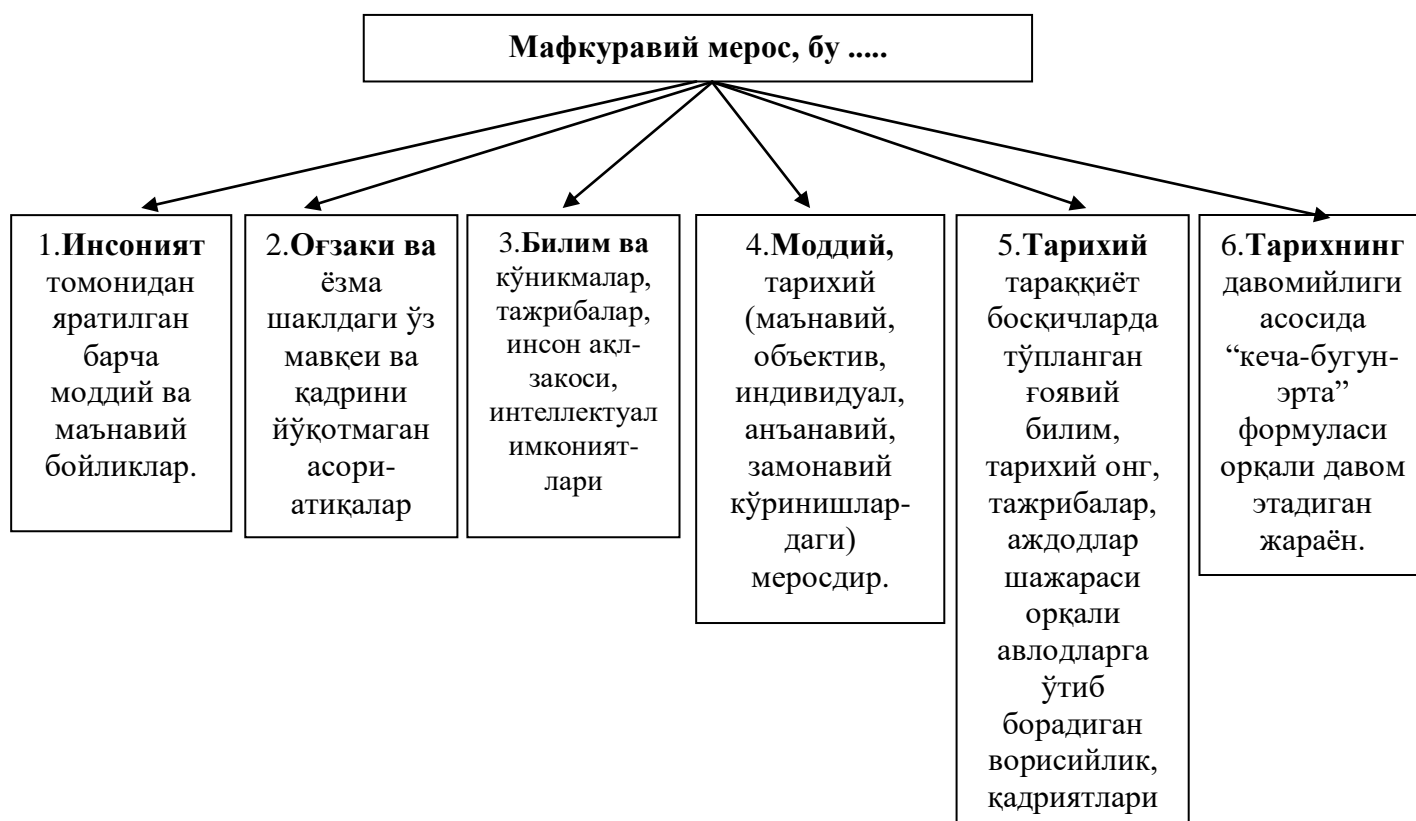 Мафкуравий мерос, бу .....
1.Инсоният
томонидан
яратилган
барча
моддий ва
маънавий
бойликлар.
2.Оғзаки ва
ёзма
шаклдаги ўз
мавқеи ва
қадрини
йўқотмаган
асори-
атиқалар
3.Билим ва
кўникмалар,
тажрибалар,
инсон ақл-
закоси,
интеллектуал
имконият-
лари
4.Моддий,
тарихий
(маънавий,
объектив,
индивидуал,
анъанавий,
замонавий
кўринишлар-
даги)
меросдир.
5.Тарихий
тараққиёт
босқичларда
тўпланган
ғоявий
билим,
тарихий онг,
тажрибалар,
аждодлар
шажараси
орқали
авлодларга
ўтиб
борадиган
ворисийлик,
қадриятлари
6.Тарихнинг
давомийлиги
асосида
“кеча-бугун-
эрта”
формуласи
орқали давом
этадиган
жараён.